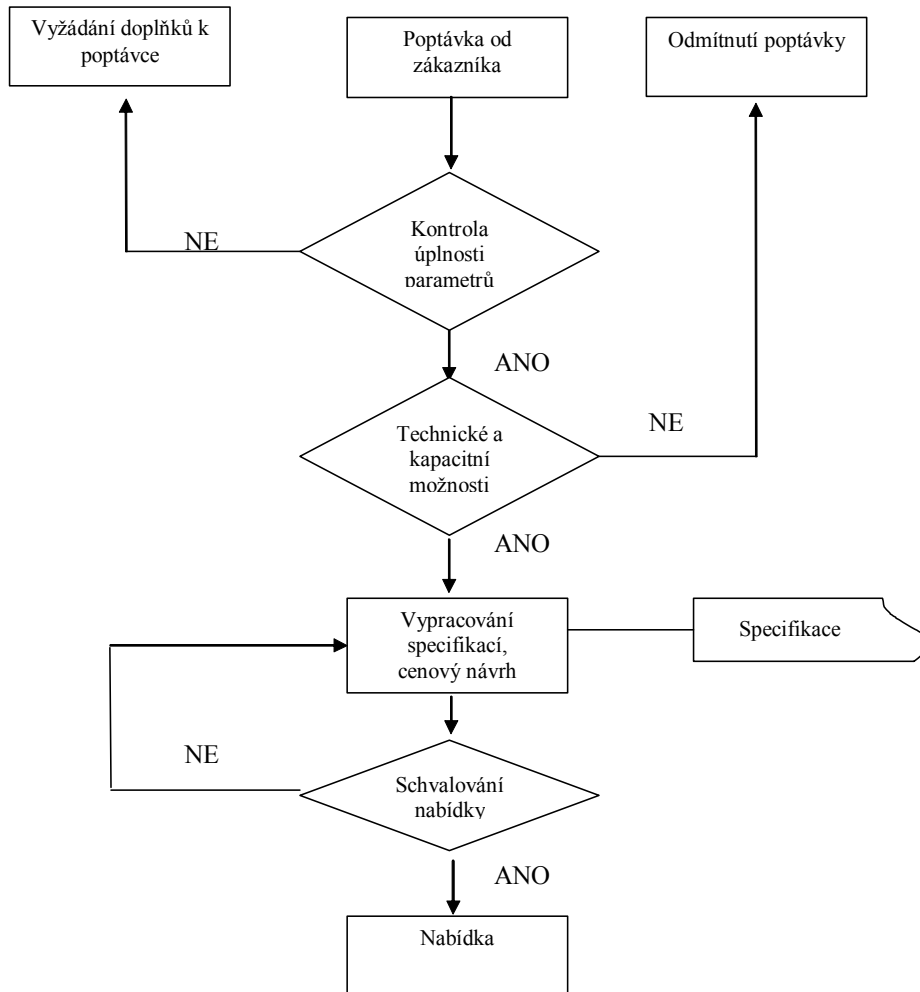 Vyžádání doplňků k
poptávce
Poptávka od
zákazníka
Odmítnutí poptávky
Kontrola
úplnosti
parametrů
NE
ANO
Technické a
kapacitní
možnosti
NE
ANO
Vypracování
specifikací,
cenový návrh
Specifikace
NE
Schvalování
nabídky
ANO
Nabídka